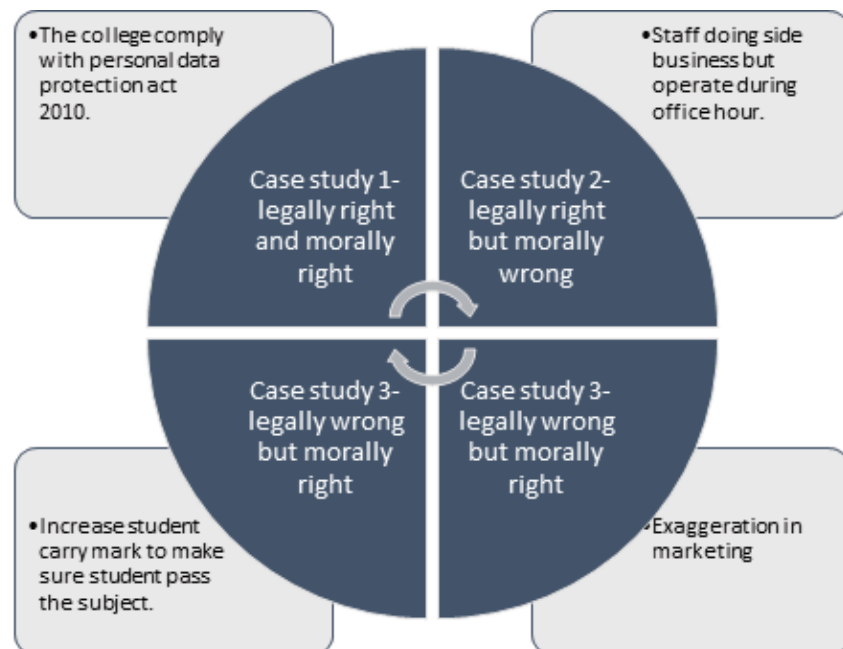 •The college comply
with personal data
protection act
2010.
•Staff doing side
business but
operate during
office hour.
Case study 1-
legally right
and morally
right
Case study 2-
legally right
but morally
wrong
Case study 3-
legally wrong
but morally
right
Case study 3-
legally wrong
but morally
right
•Increase student
carry mark to make
sure student pass
the subject.
•Exaggeration in
marketing